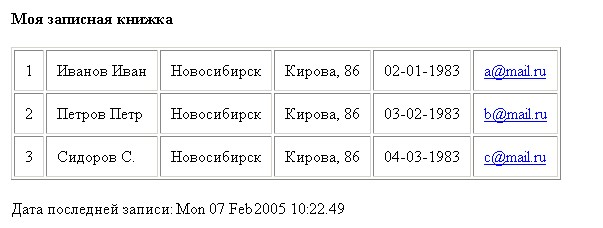 Моя записная книжка
1 Иванов Иван Новосибирск Кирова, 86 02-01-1983 a@mail.ru
2 Петров Петр Новосибирск Кирова, 86 03-02-1983 b@mail.ru
3 Сидоров С. Новосибирск Кирова, 86 04-03-1983 c@mail.ru
Дата последней записи: Mon 07 Feb 2005 10:22.49